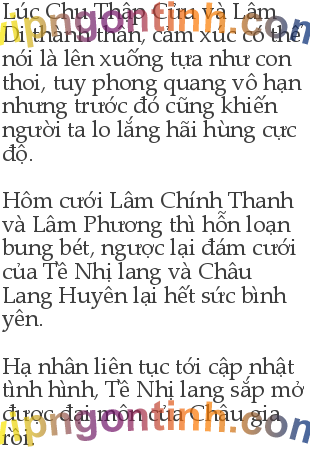 Lúc Chu Thập Cửu và Lâm
Di thành thân, cảm xúc có thể
nói là lên xuống tựa như con
thoi, tuy phong quang vô hạn
nhưng trước đó cũng khiến
người ta lo lắng hãi hùng cực
độ.
Hôm cưới Lâm Chính Thanh
và Lâm Phương thì hỗn loạn
bung bét, ngược lại đám cưới
của Tề Nhị lang và Châu
Lang Huyên lại hết sức bình
yên.
Hạ nhân liên tục tới cập nhật
tình hình, Tề Nhị lang sắp mở
được đại môn của Châu gia
rồi.
vipngontinh.com
vipngontinh.com